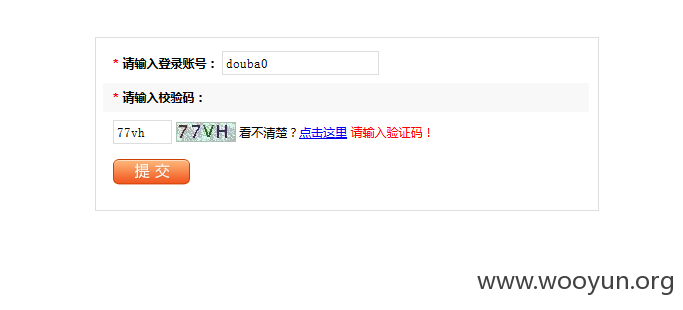 * 请输入登录账号： douba0
* 请输入校验码：
77vh 77VH 看不清楚？点击这里 请输入验证码！
提 交
www.wooyun.org